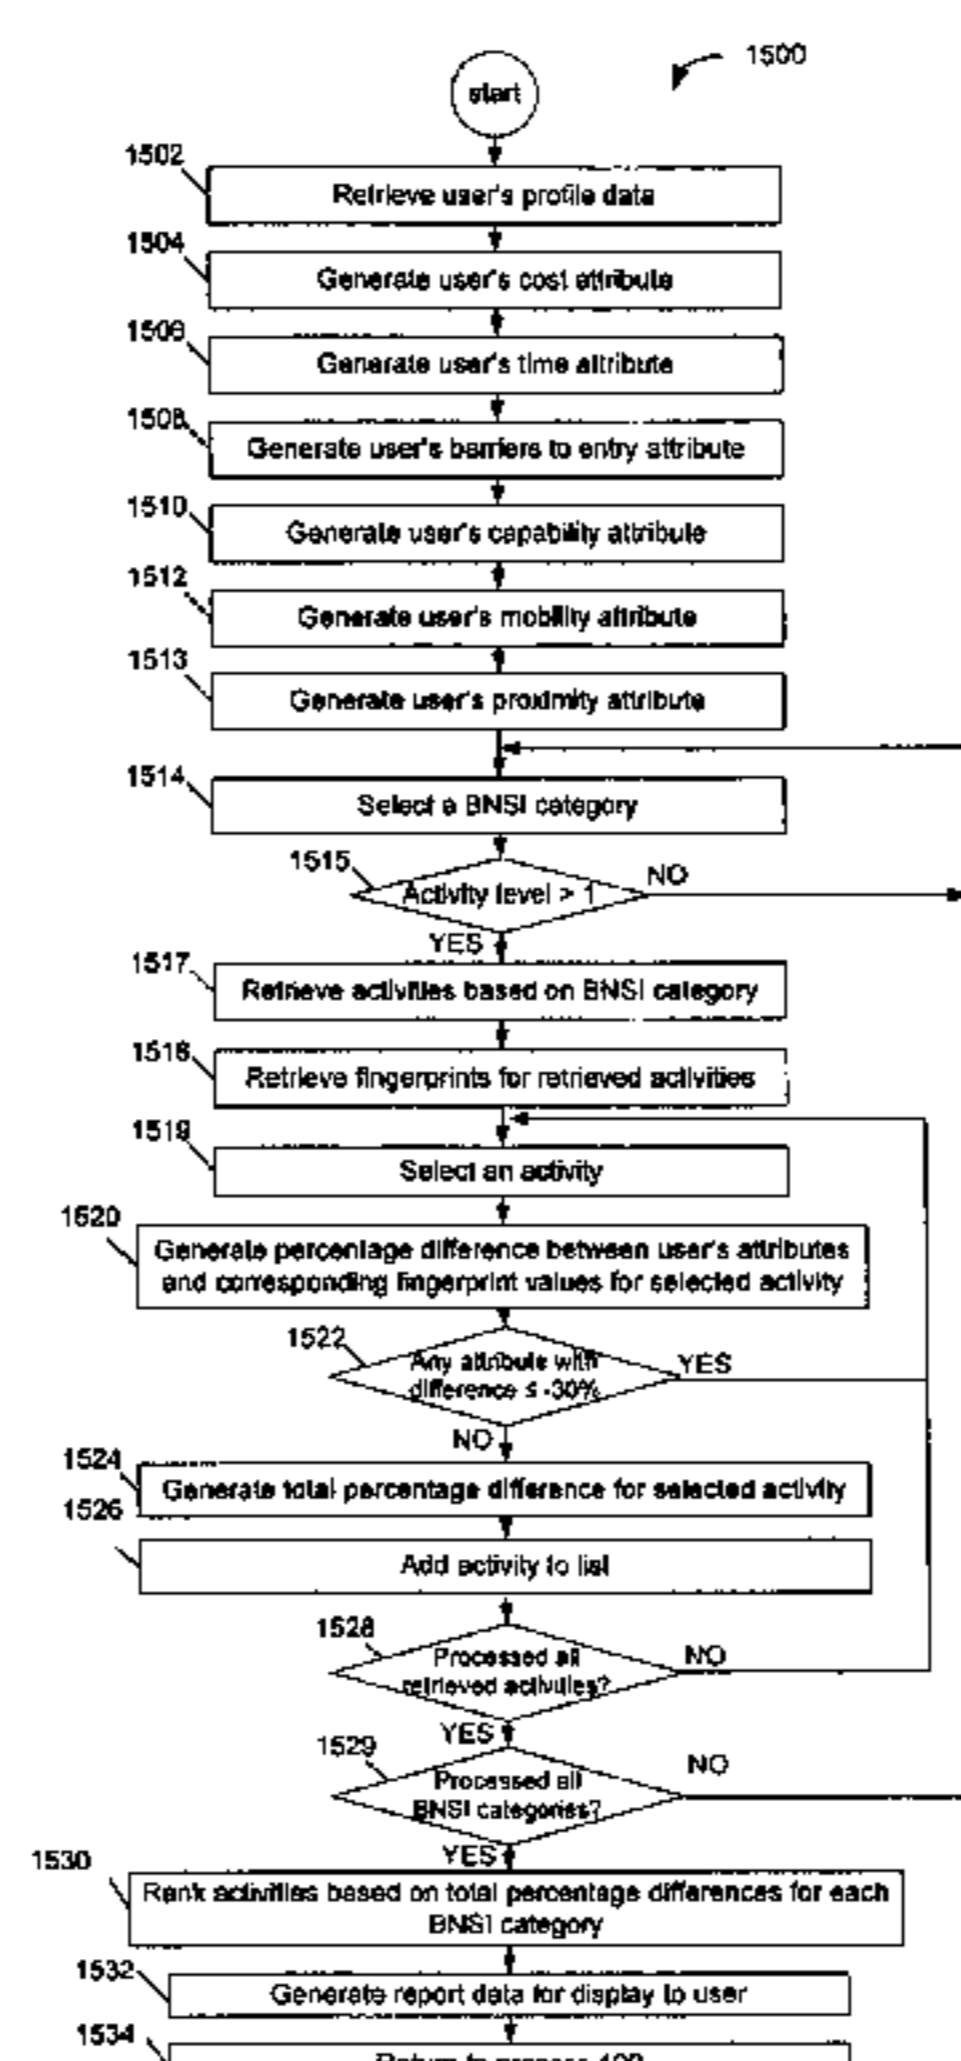 1500
start
1502
Retrieve user's profile data
1504
Generate user's cost attribute
1506
Generate user's time attribute
1508
Generate user's barriers to entry attribute
1510
Generate user's capability attribute
1512
Generate user's mobility attribute
1513
Generate user's proximity attribute
1514
Select a BNSI category
1515
Activity level > 1
NO
YES
1517
Retrieve activities based on BNSI category
1518
Retrieve fingerprints for retrieved activities
1519
Select an activity
1520
Generate percentage difference between user's attributes
and corresponding fingerprint values for selected activity
1522
Any attribute with
difference ≤ -30%
YES
NO
1524
Generate total percentage difference for selected activity
1526
Add activity to list
1528
Processed all
retrieved activities?
NO
YES
1529
Processed all
BNSI categories?
NO
YES
1530
Rank activities based on total percentage differences for each
BNSI category
1532
Generate report data for display to user
1534
Return to process